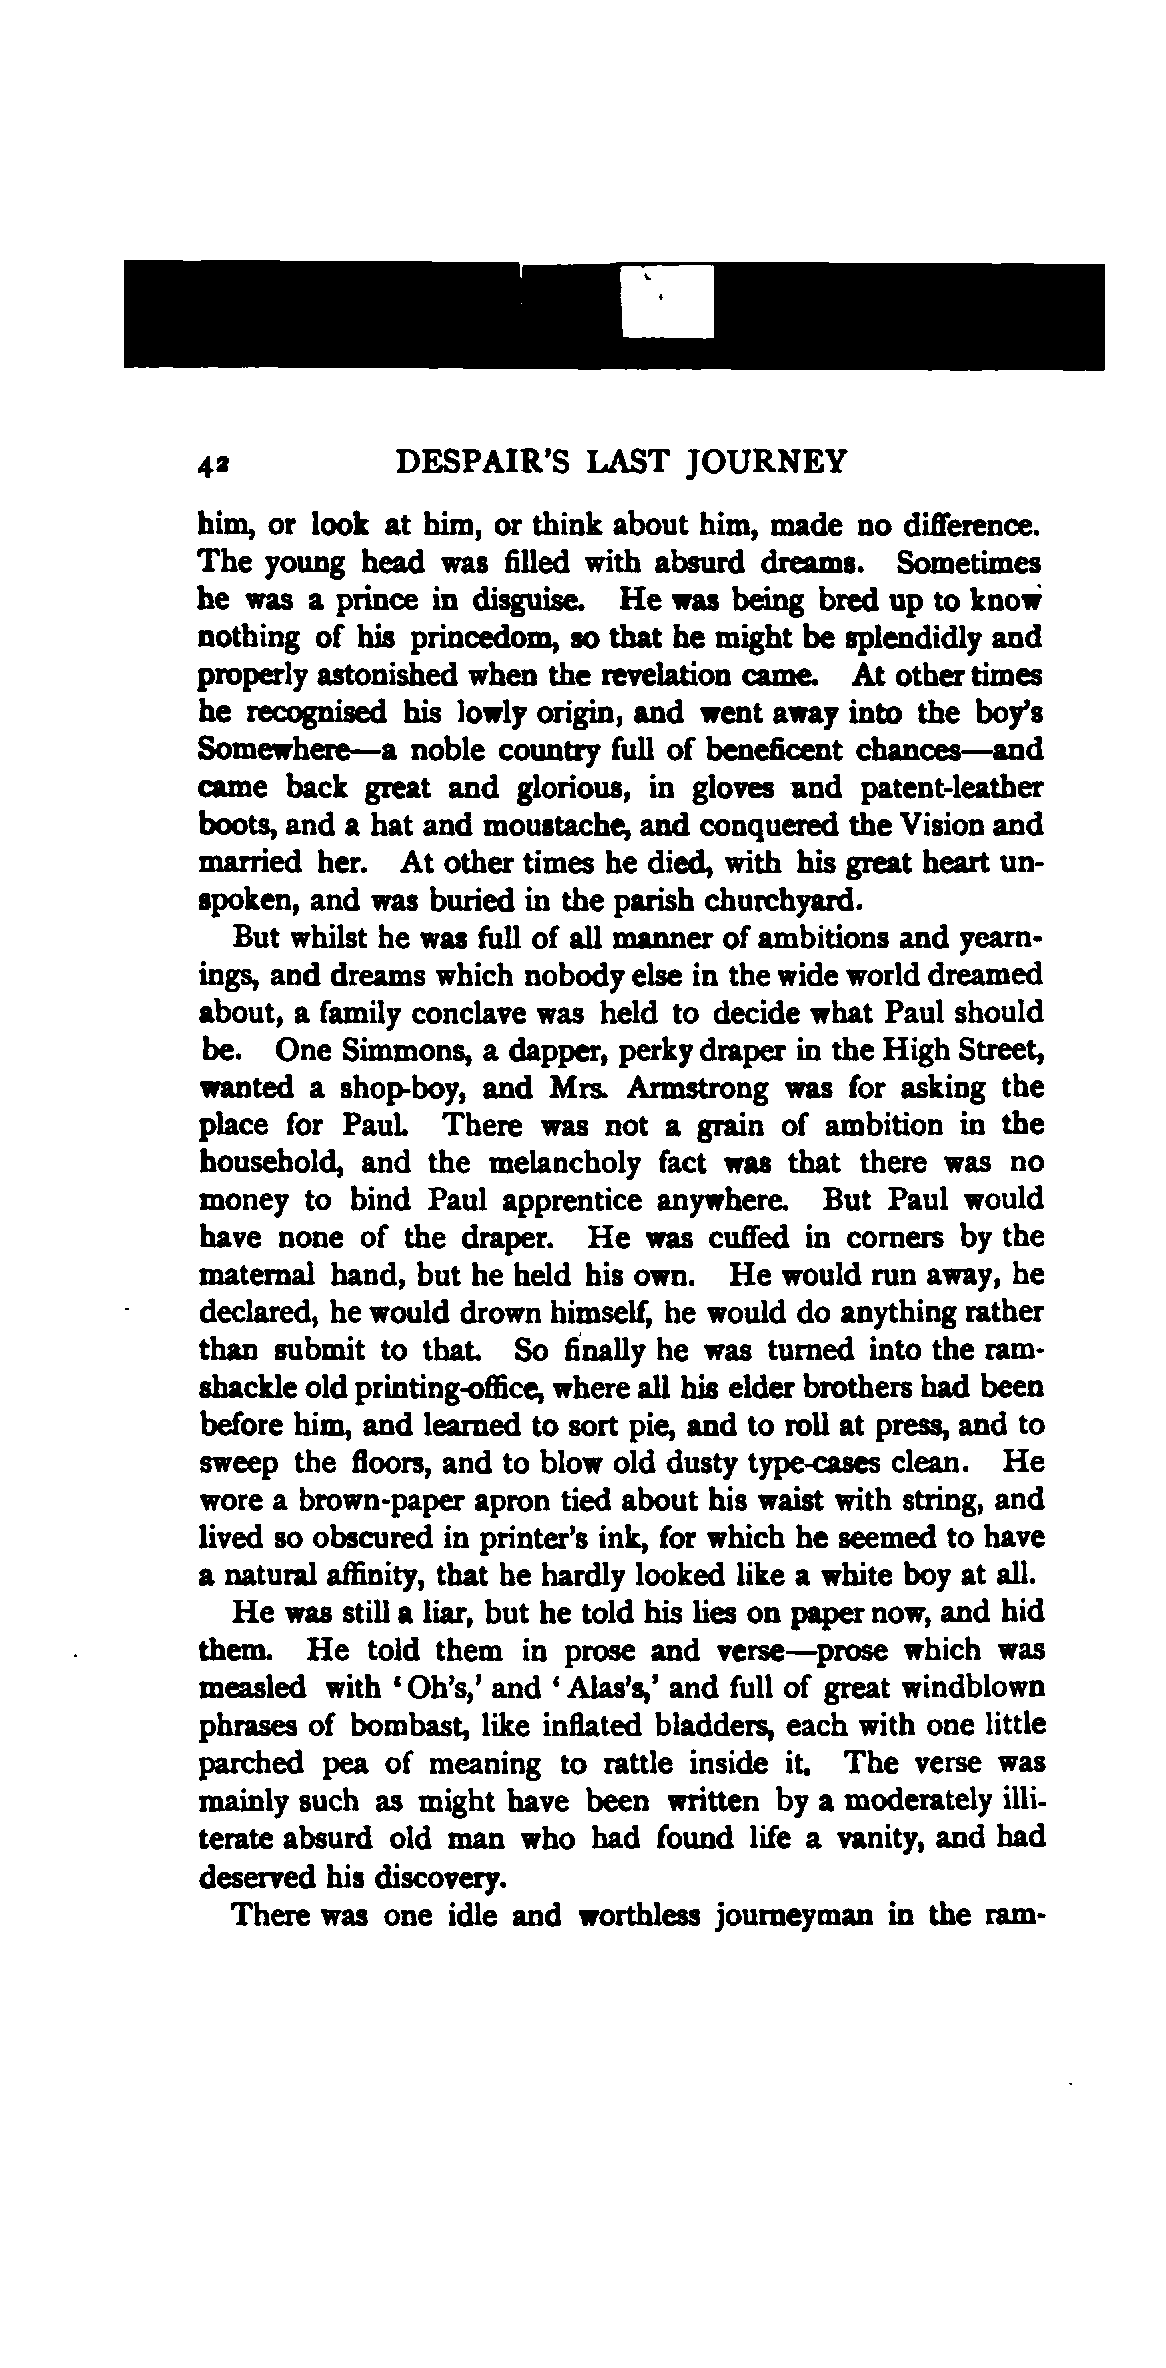 42 DESPAIR'S LAST JOURNEY
him, or look at him, or think about him, made no difference.
The young head was filled with absurd dreams. Sometimes
he was a prince in disguise. He was being bred up to know
nothing of his princedom, so that he might be splendidly and
properly astonished when the revelation came. At other times
he recognised his lowly origin, and went away into the boy's
Somewhere—a noble country full of beneficent chances—and
came back great and glorious, in gloves and patent-leather
boots, and a hat and moustache, and conquered the Vision and
married her. At other times he died, with his great heart un-
spoken, and was buried in the parish churchyard.
But whilst he was full of all manner of ambitions and yearn-
ings, and dreams which nobody else in the wide world dreamed
about, a family conclave was held to decide what Paul should
be. One Simmons, a dapper, perky draper in the High Street,
wanted a shop-boy, and Mrs. Armstrong was for asking the
place for Paul. There was not a grain of ambition in the
household, and the melancholy fact was that there was no
money to bind Paul apprentice anywhere. But Paul would
have none of the draper. He was cuffed in corners by the
maternal hand, but he held his own. He would run away, he
declared, he would drown himself, he would do anything rather
than submit to that. So finally he was turned into the ram-
shackle old printing-office, where all his elder brothers had been
before him, and learned to sort pie, and to roll at press, and to
sweep the floors, and to blow old dusty type-cases clean. He
wore a brown-paper apron tied about his waist with string, and
lived so obscured in printer's ink, for which he seemed to have
a natural affinity, that he hardly looked like a white boy at all.
He was still a liar, but he told his lies on paper now, and hid
them. He told them in prose and verse—prose which was
measled with 'Oh's,' and 'Alas's,' and full of great windblown
phrases of bombast, like inflated bladders, each with one little
parched pea of meaning to rattle inside it. The verse was
mainly such as might have been written by a moderately illi-
terate absurd old man who had found life a vanity, and had
deserved his discovery.
There was one idle and worthless journeyman in the ram-